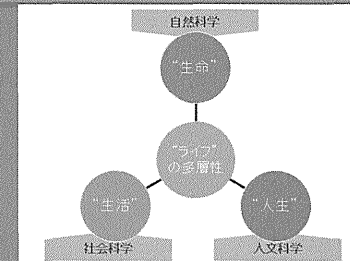 自然科学
“生命”
“ライフ”
の多層性
“生活”
“人生”
社会科学
人文科学